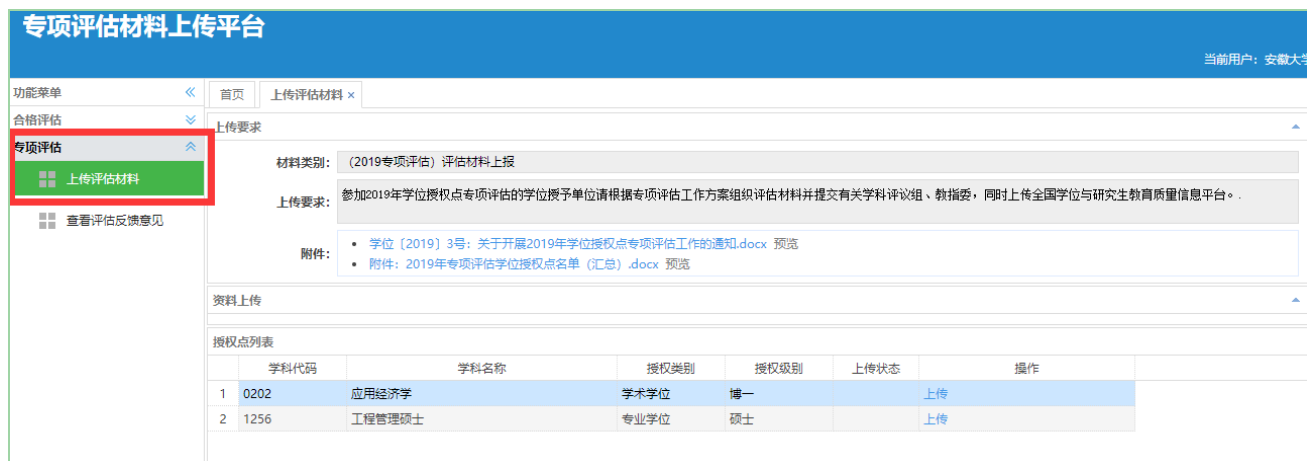 专项评估材料上传平台
当前用户：安徽大学
功能菜单
首页 上传评估材料 ×
合格评估
上传要求
专项评估
材料类别： （2019专项评估）评估材料上报
上传评估材料
上传要求： 参加2019年学位授权点专项评估的学位授予单位请根据专项评估工作方案组织评估材料并提交有关学科评议组、教指委，同时上传全国学位与研究生教育质量信息平台。.
查看评估反馈意见
附件： • 学位〔2019〕3号：关于开展2019年学位授权点专项评估工作的通知.docx 预览
• 附件：2019年专项评估学位授权点名单（汇总）.docx 预览
资料上传
授权点列表
学科代码 学科名称 授权类别 授权级别 上传状态 操作
1 0202 应用经济学 学术学位 博一 上传
2 1256 工程管理硕士 专业学位 硕士 上传